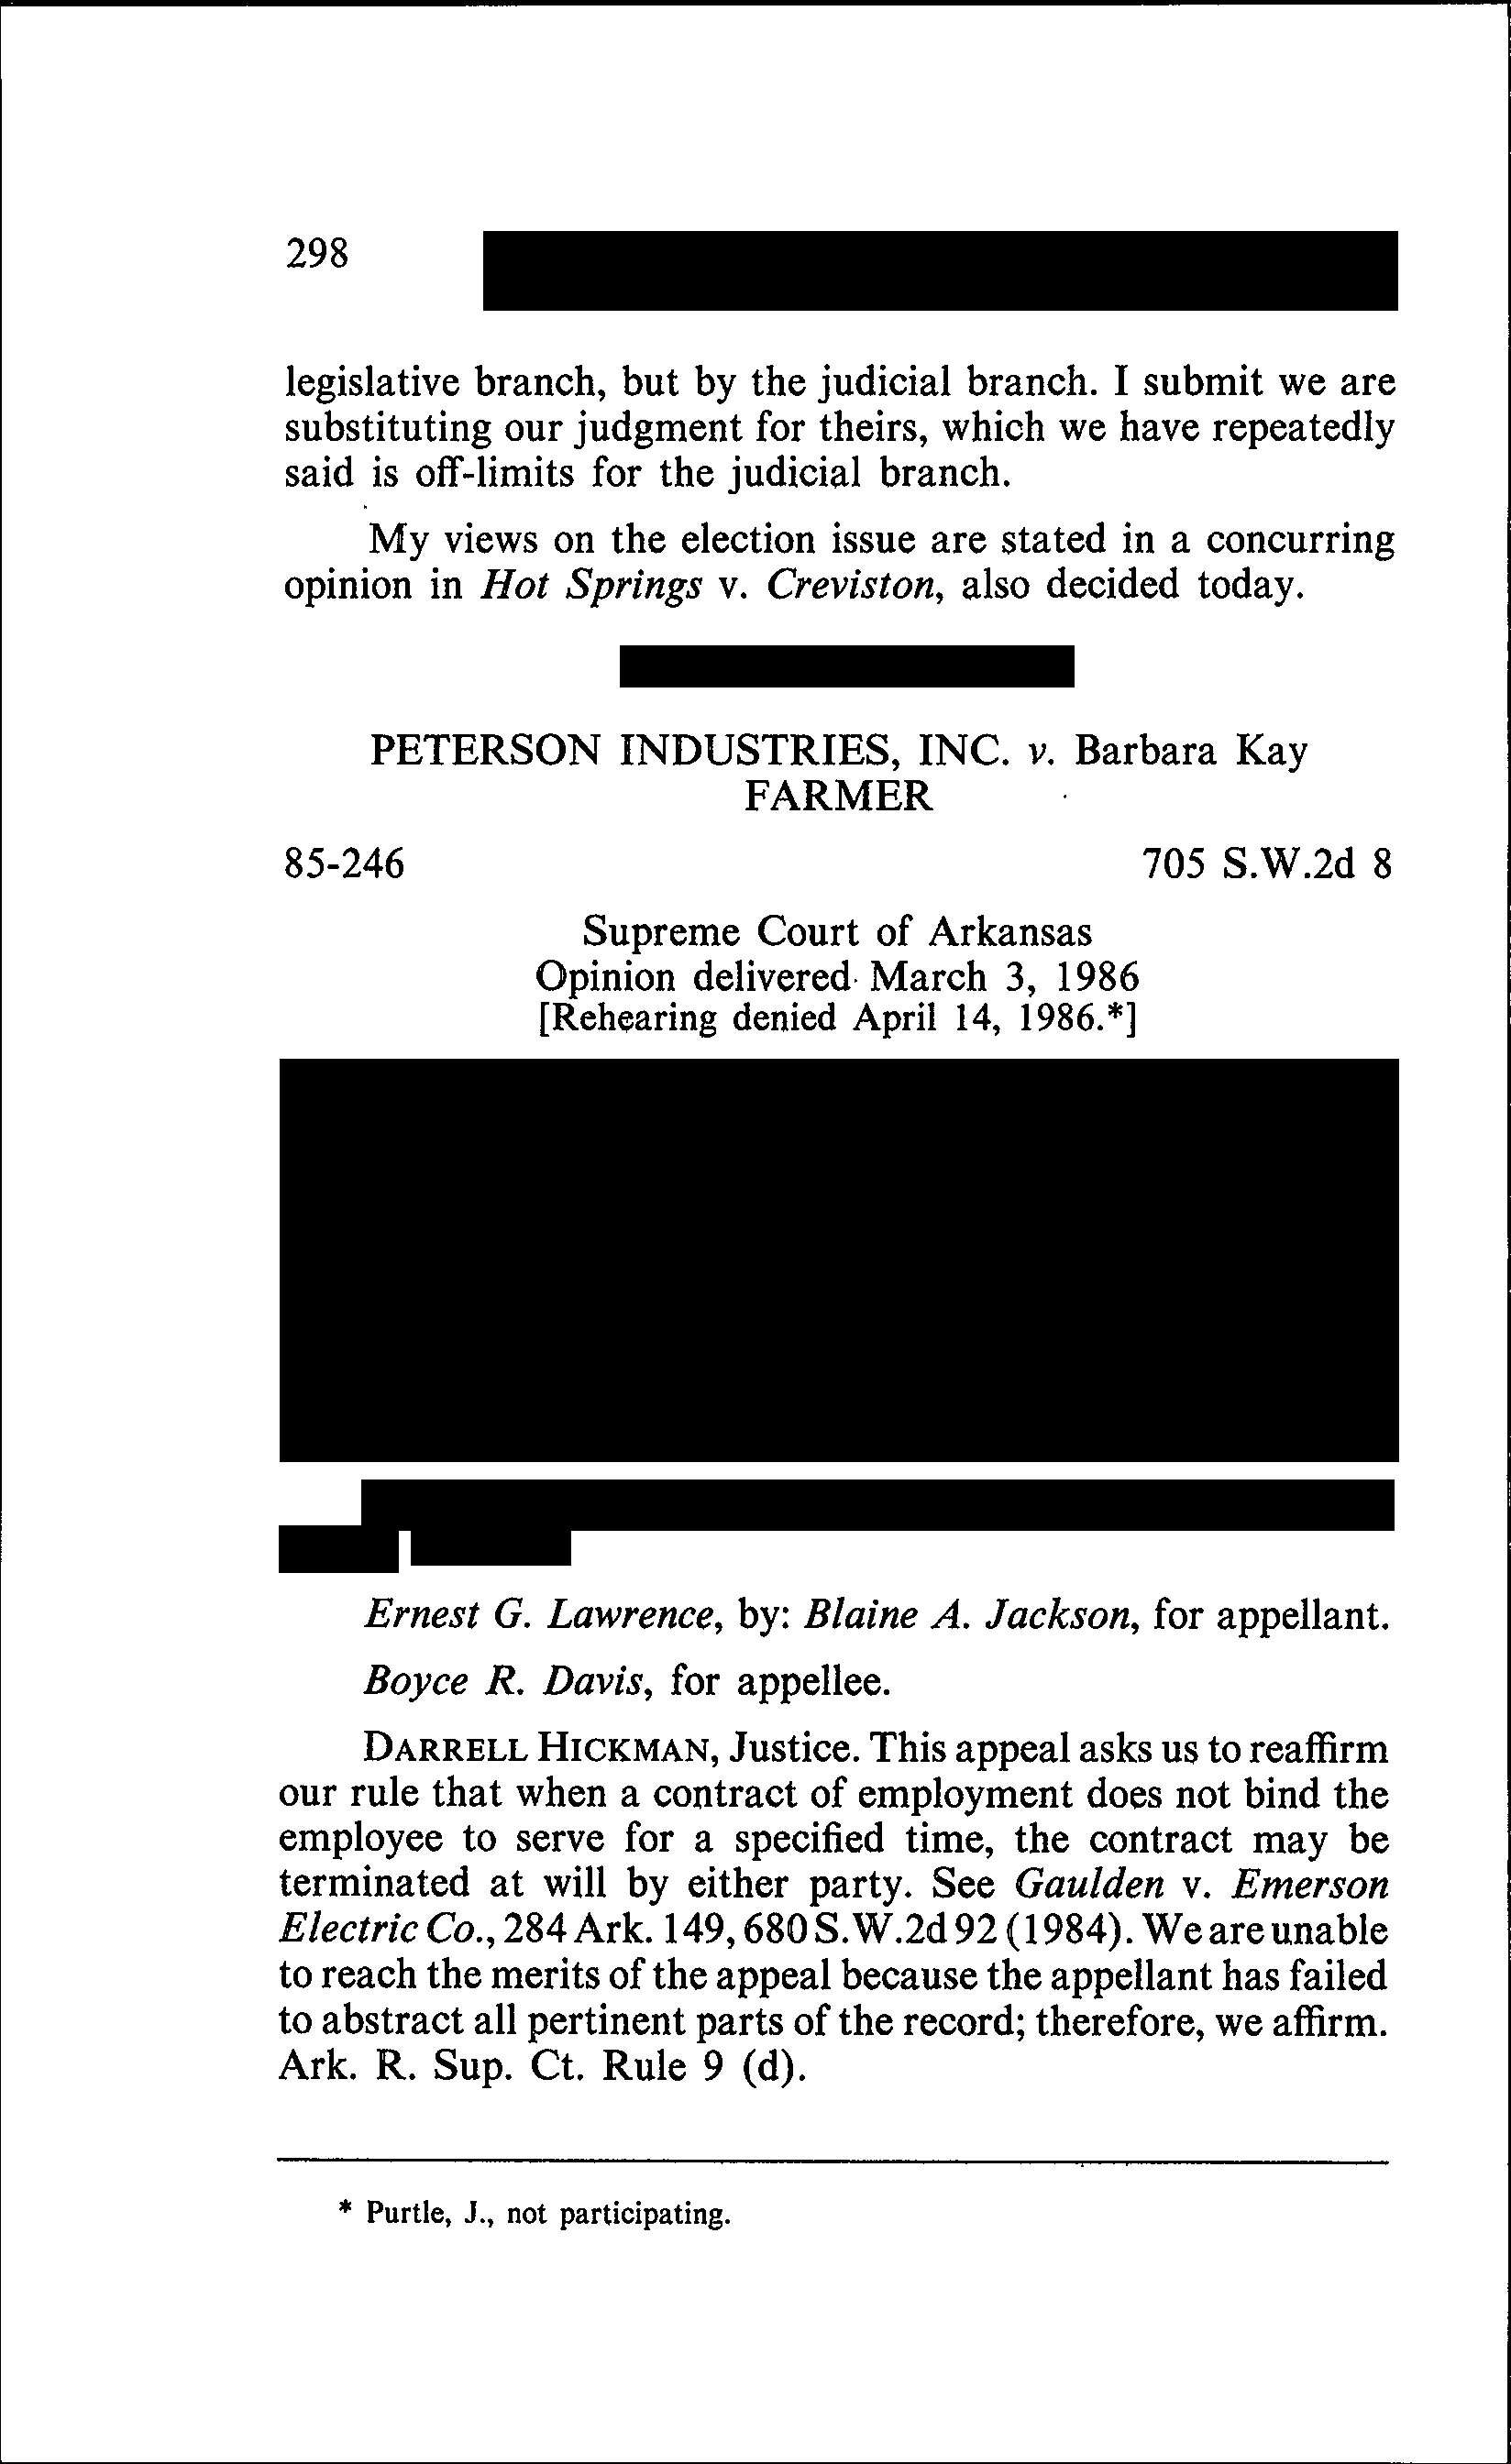 298
legislative branch, but by the judicial branch. I submit we are
substituting our judgment for theirs, which we have repeatedly
said is off-limits for the judicial branch.
My views on the election issue are stated in a concurring
opinion in Hot Springs v. Creviston, also decided today.
PETERSON INDUSTRIES, INC. v. Barbara Kay
FARMER
85-246 705 S.W.2d 8
Supreme Court of Arkansas
Opinion delivered March 3, 1986
[Rehearing denied April 14, 1986.*]
Ernest G. Lawrence, by: Blaine A. Jackson, for appellant.
Boyce R. Davis, for appellee.
DARRELL HICKMAN, Justice. This appeal asks us to reaffirm
our rule that when a contract of employment does not bind the
employee to serve for a specified time, the contract may be
terminated at will by either party. See Gaulden v. Emerson
Electric Co., 284 Ark. 149, 680 S.W.2d 92 (1984). We are unable
to reach the merits of the appeal because the appellant has failed
to abstract all pertinent parts of the record; therefore, we affirm.
Ark. R. Sup. Ct. Rule 9 (d).
* Purtle, J., not participating.